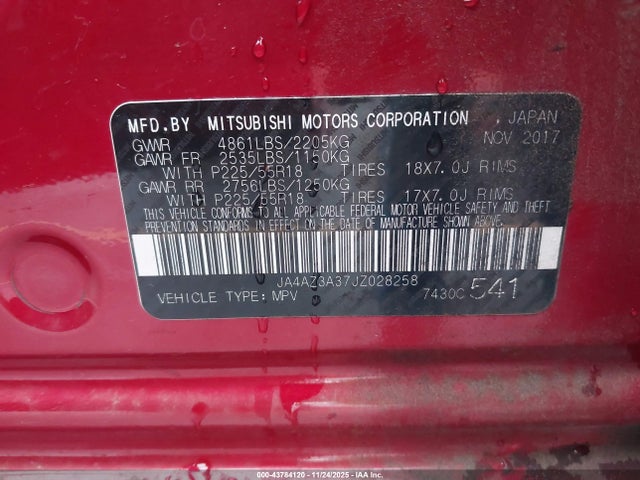 MFD.BY MITSUBISHI MOTORS CORPORATION . JAPAN
GVWR 4861LBS/2205KG NOV 2017
GAWR FR 2535LBS/1150KG
WITH P225/55R18 TIRES 18X7.0J RIMS
GAWR RR 2756LBS/1250KG
WITH P225/55R18 TIRES 17X7.0J RIMS
THIS VEHICLE CONFORMS TO ALL APPLICABLE FEDERAL MOTOR VEHICLE SAFETY AND THEFT
PREVENTION STANDARDS IN EFFECT ON THE DATE OF MANUFACTURE SHOWN ABOVE.
JA4AZ3A37JZ028258
VEHICLE TYPE: MPV 7430C 541
000-43784120 - 11/24/2025 - IAA Inc.